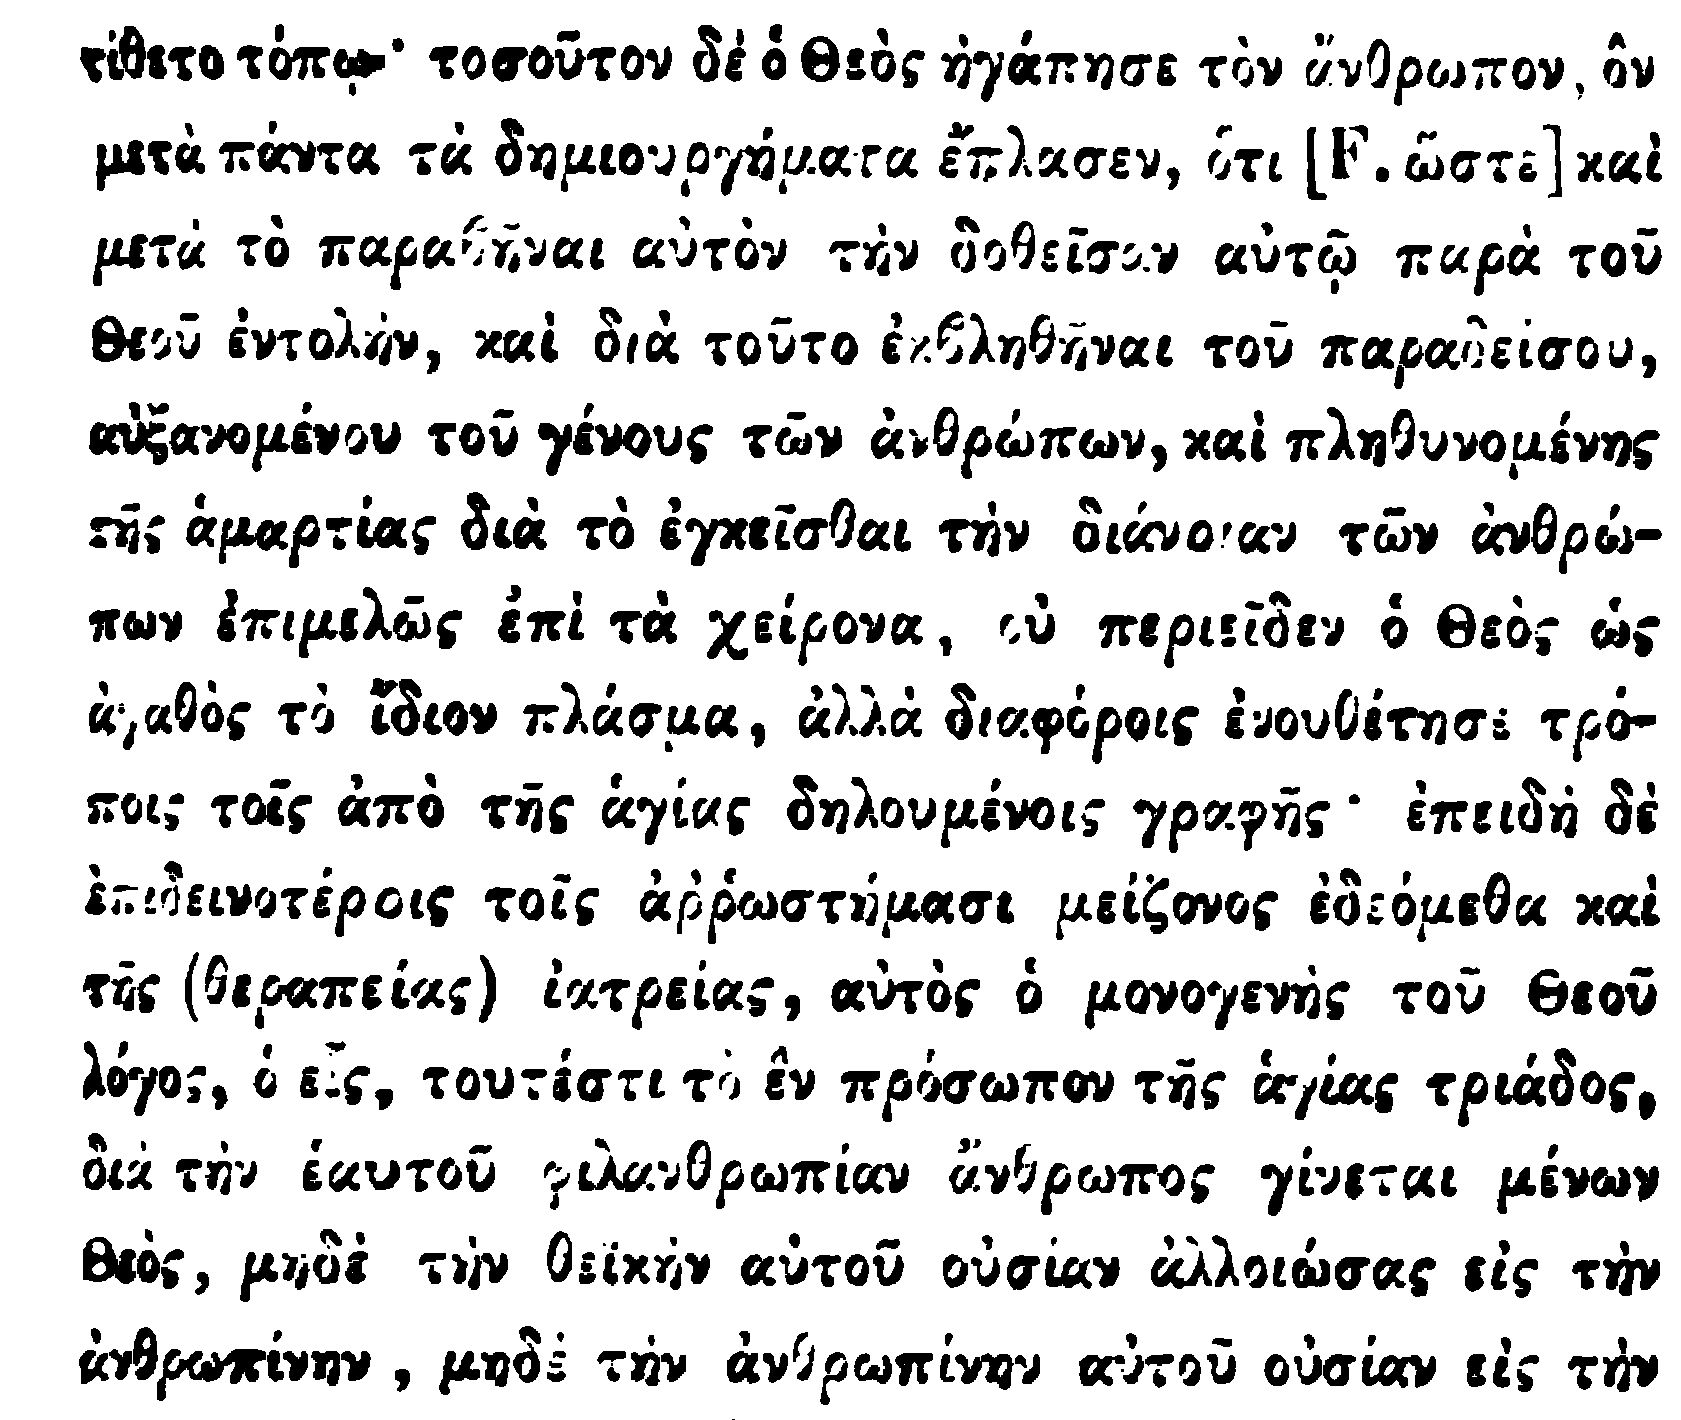 τίθετο τόπῳ· τοσοῦτον δὲ ὁ Θεὸς ἠγάπησε τὸν ἄνθρωπον, ὃν
μετὰ πάντα τὰ δημιουργήματα ἔπλασεν, ὅτι [F. ὥστε] καὶ
μετὰ τὸ παραβῆναι αὐτὸν τὴν δοθεῖσαν αὐτῷ παρὰ τοῦ
Θεοῦ ἐντολὴν, καὶ διὰ τοῦτο ἐκβληθῆναι τοῦ παραδείσου,
αὐξανομένου τοῦ γένους τῶν ἀνθρώπων, καὶ πληθυνομένης
τῆς ἁμαρτίας διὰ τὸ ἐγκεῖσθαι τὴν διάνοιαν τῶν ἀνθρώ-
πων ἐπιμελῶς ἐπὶ τὰ χείρονα, οὐ περιεῖδεν ὁ Θεὸς ὡς
ἀγαθὸς τὸ ἴδιον πλάσμα, ἀλλὰ διαφόροις ἐνουθέτησε τρό-
ποις τοῖς ἀπὸ τῆς ἁγίας δηλουμένοις γραφῆς· ἐπειδὴ δὲ
ἐπιδεινοτέροις τοῖς ἀῤῥωστήμασι μείζονος ἐδεόμεθα καὶ
τῆς (θεραπείας) ἰατρείας, αὐτὸς ὁ μονογενὴς τοῦ Θεοῦ
λόγος, ὁ εἷς, τουτέστι τὸ ἓν πρόσωπον τῆς ἁγίας τριάδος,
διὰ τὴν ἑαυτοῦ φιλανθρωπίαν ἄνθρωπος γίνεται μένων
Θεὸς, μηδὲ τὴν θεϊκὴν αὐτοῦ οὐσίαν ἀλλοιώσας εἰς τὴν
ἀνθρωπίνην, μηδὲ τὴν ἀνθρωπίνην αὐτοῦ οὐσίαν εἰς τὴν